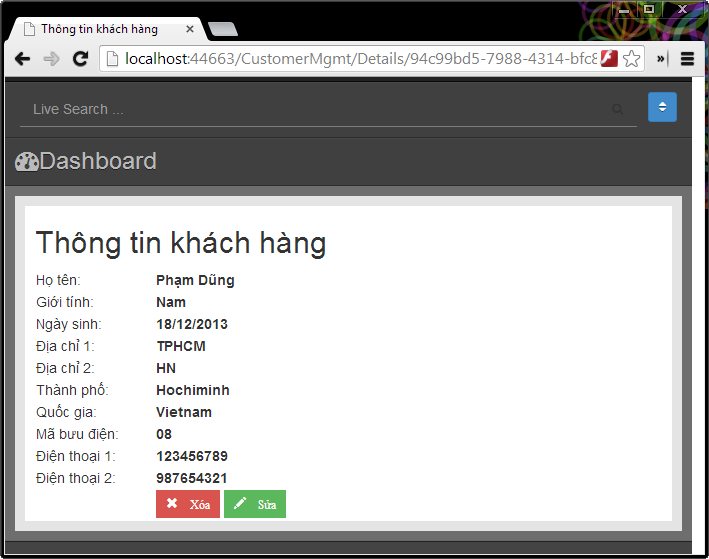 Thông tin khách hàng
localhost:44663/CustomerMgmt/Details/94c99bd5-7988-4314-bfc8
Live Search ...
Dashboard
Thông tin khách hàng
Họ tên: Phạm Dũng
Giới tính: Nam
Ngày sinh: 18/12/2013
Địa chỉ 1: TPHCM
Địa chỉ 2: HN
Thành phố: Hochiminh
Quốc gia: Vietnam
Mã bưu điện: 08
Điện thoại 1: 123456789
Điện thoại 2: 987654321
Xóa Sửa